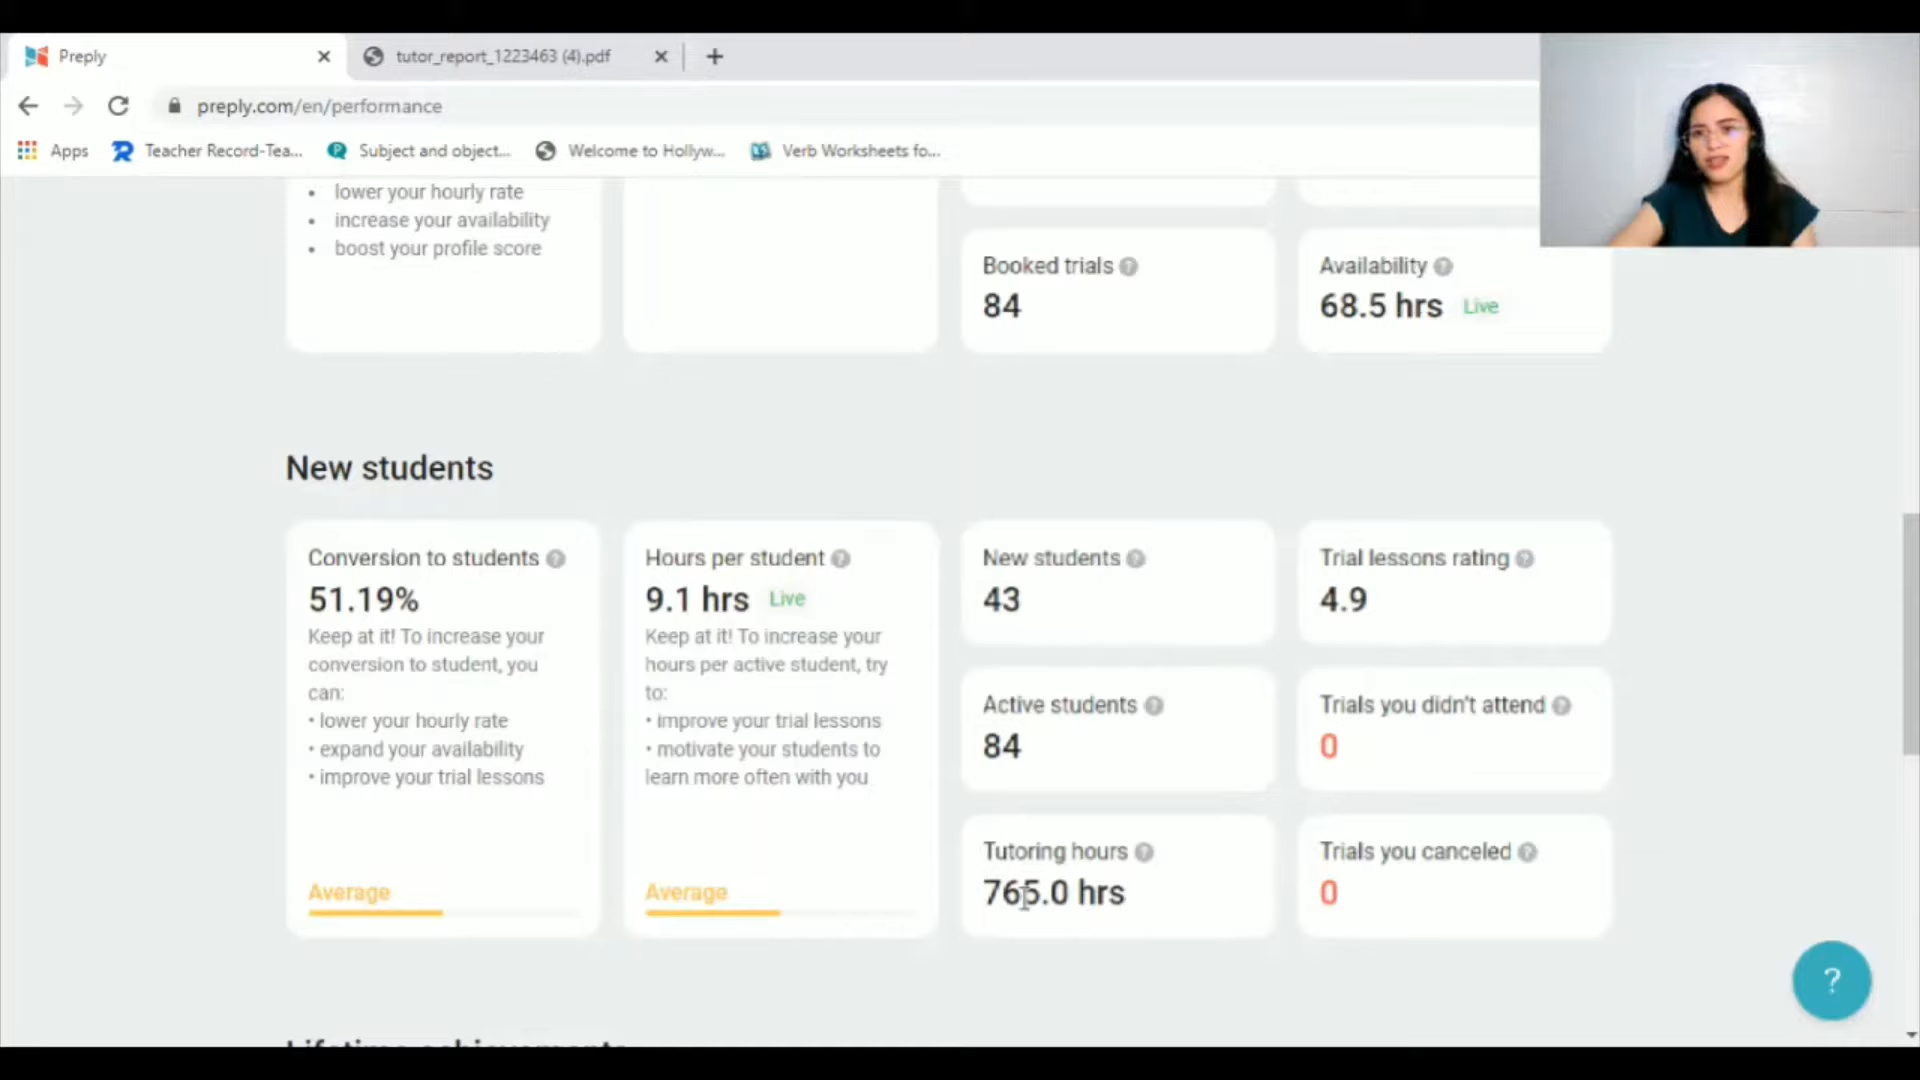 Preply
tutor_report_1223463 (4).pdf
preply.com/en/performance
Apps
Teacher Record-Tea...
Subject and object...
Welcome to Hollyw...
Verb Worksheets fo...
• lower your hourly rate
• increase your availability
• boost your profile score
Booked trials ?
84
Availability ?
68.5 hrs Live
New students
Conversion to students ?
51.19%
Keep at it! To increase your
conversion to student, you
can:
• lower your hourly rate
• expand your availability
• improve your trial lessons
Average
Hours per student ?
9.1 hrs Live
Keep at it! To increase your
hours per active student, try
to:
• improve your trial lessons
• motivate your students to
learn more often with you
Average
New students ?
43
Trial lessons rating ?
4.9
Active students ?
84
Trials you didn't attend ?
0
Tutoring hours ?
765.0 hrs
Trials you canceled ?
0
?
Lifetime achievements